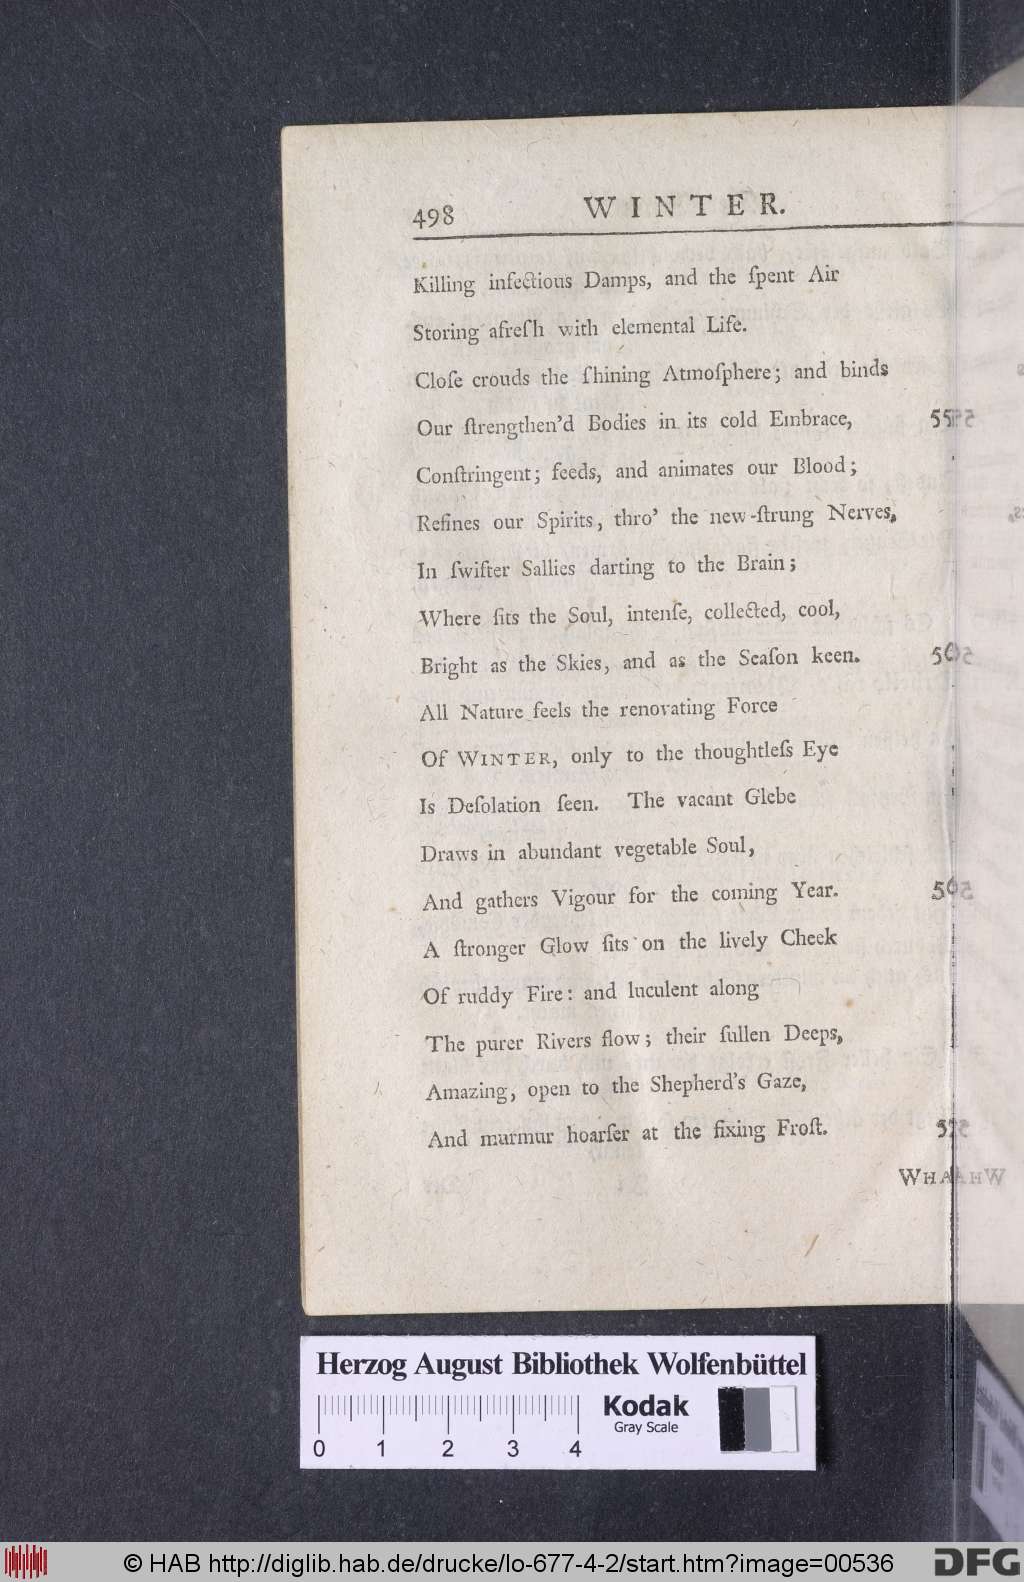 498 WINTER.
Killing infectious Damps, and the ſpent Air
Storing afreſh with elemental Life.
Cloſe crouds the ſhining Atmoſphere; and binds
Our ſtrengthen'd Bodies in its cold Embrace, 55
Conſtringent; feeds, and animates our Blood;
Refines our Spirits, thro' the new-ſtrung Nerves,
In ſwifter Sallies darting to the Brain;
Where ſits the Soul, intenſe, collected, cool,
Bright as the Skies, and as the Seaſon keen. 56
All Nature feels the renovating Force
Of WINTER, only to the thoughtleſs Eye
Is Deſolation ſeen. The vacant Glebe
Draws in abundant vegetable Soul,
And gathers Vigour for the coming Year. 56
A ſtronger Glow ſits on the lively Cheek
Of ruddy Fire: and luculent along
The purer Rivers flow; their ſullen Deeps,
Amazing, open to the Shepherd's Gaze,
And murmur hoarſer at the fixing Froſt. 57
WHA
Herzog August Bibliothek Wolfenbüttel
0 1 2 3 4
Kodak
Gray Scale
© HAB http://diglib.hab.de/drucke/lo-677-4-2/start.htm?image=00536
DFG